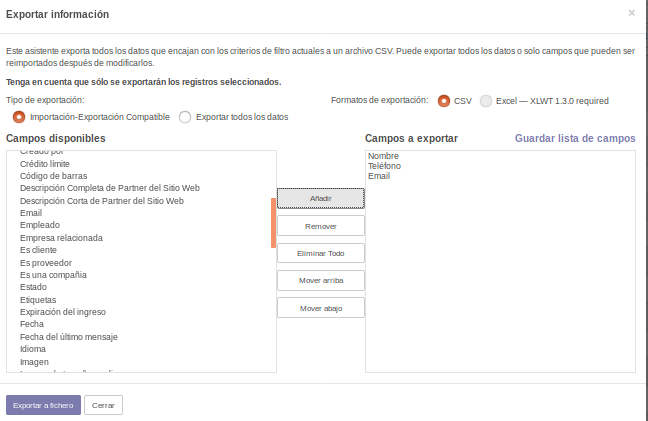 Exportar información
×
Este asistente exporta todos los datos que encajan con los criterios de filtro actuales a un archivo CSV. Puede exportar todos los datos o solo campos que pueden ser
reimportados después de modificarlos.
Tenga en cuenta que sólo se exportarán los registros seleccionados.
Tipo de exportación:
Importación-Exportación Compatible
Exportar todos los datos
Formatos de exportación:
CSV
Excel — XLWT 1.3.0 required
Campos disponibles
Creado por
Crédito límite
Código de barras
Descripción Completa de Partner del Sitio Web
Descripción Corta de Partner del Sitio Web
Email
Empleado
Empresa relacionada
Es cliente
Es proveedor
Es una compañía
Estado
Etiquetas
Expiración del ingreso
Fecha
Fecha del último mensaje
Idioma
Imagen
Añadir
Remover
Eliminar Todo
Mover arriba
Mover abajo
Campos a exportar
Guardar lista de campos
Nombre
Teléfono
Email
Exportar a fichero
Cerrar